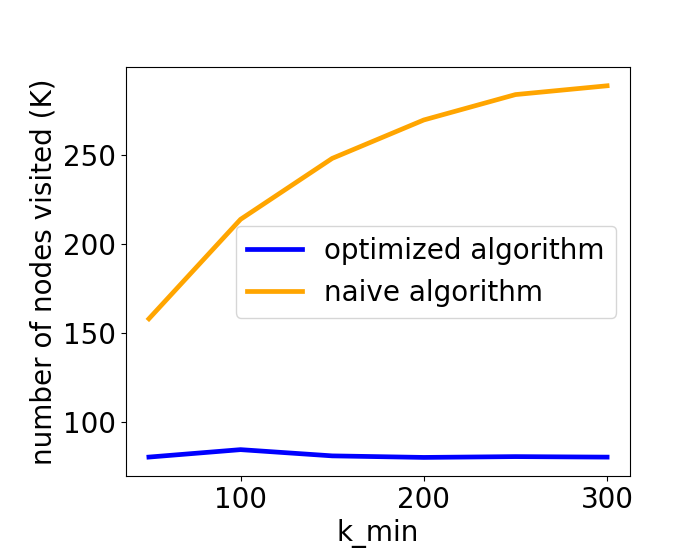 number of nodes visited (K)
250
200
150
100
optimized algorithm
naive algorithm
100 200 300
k_min